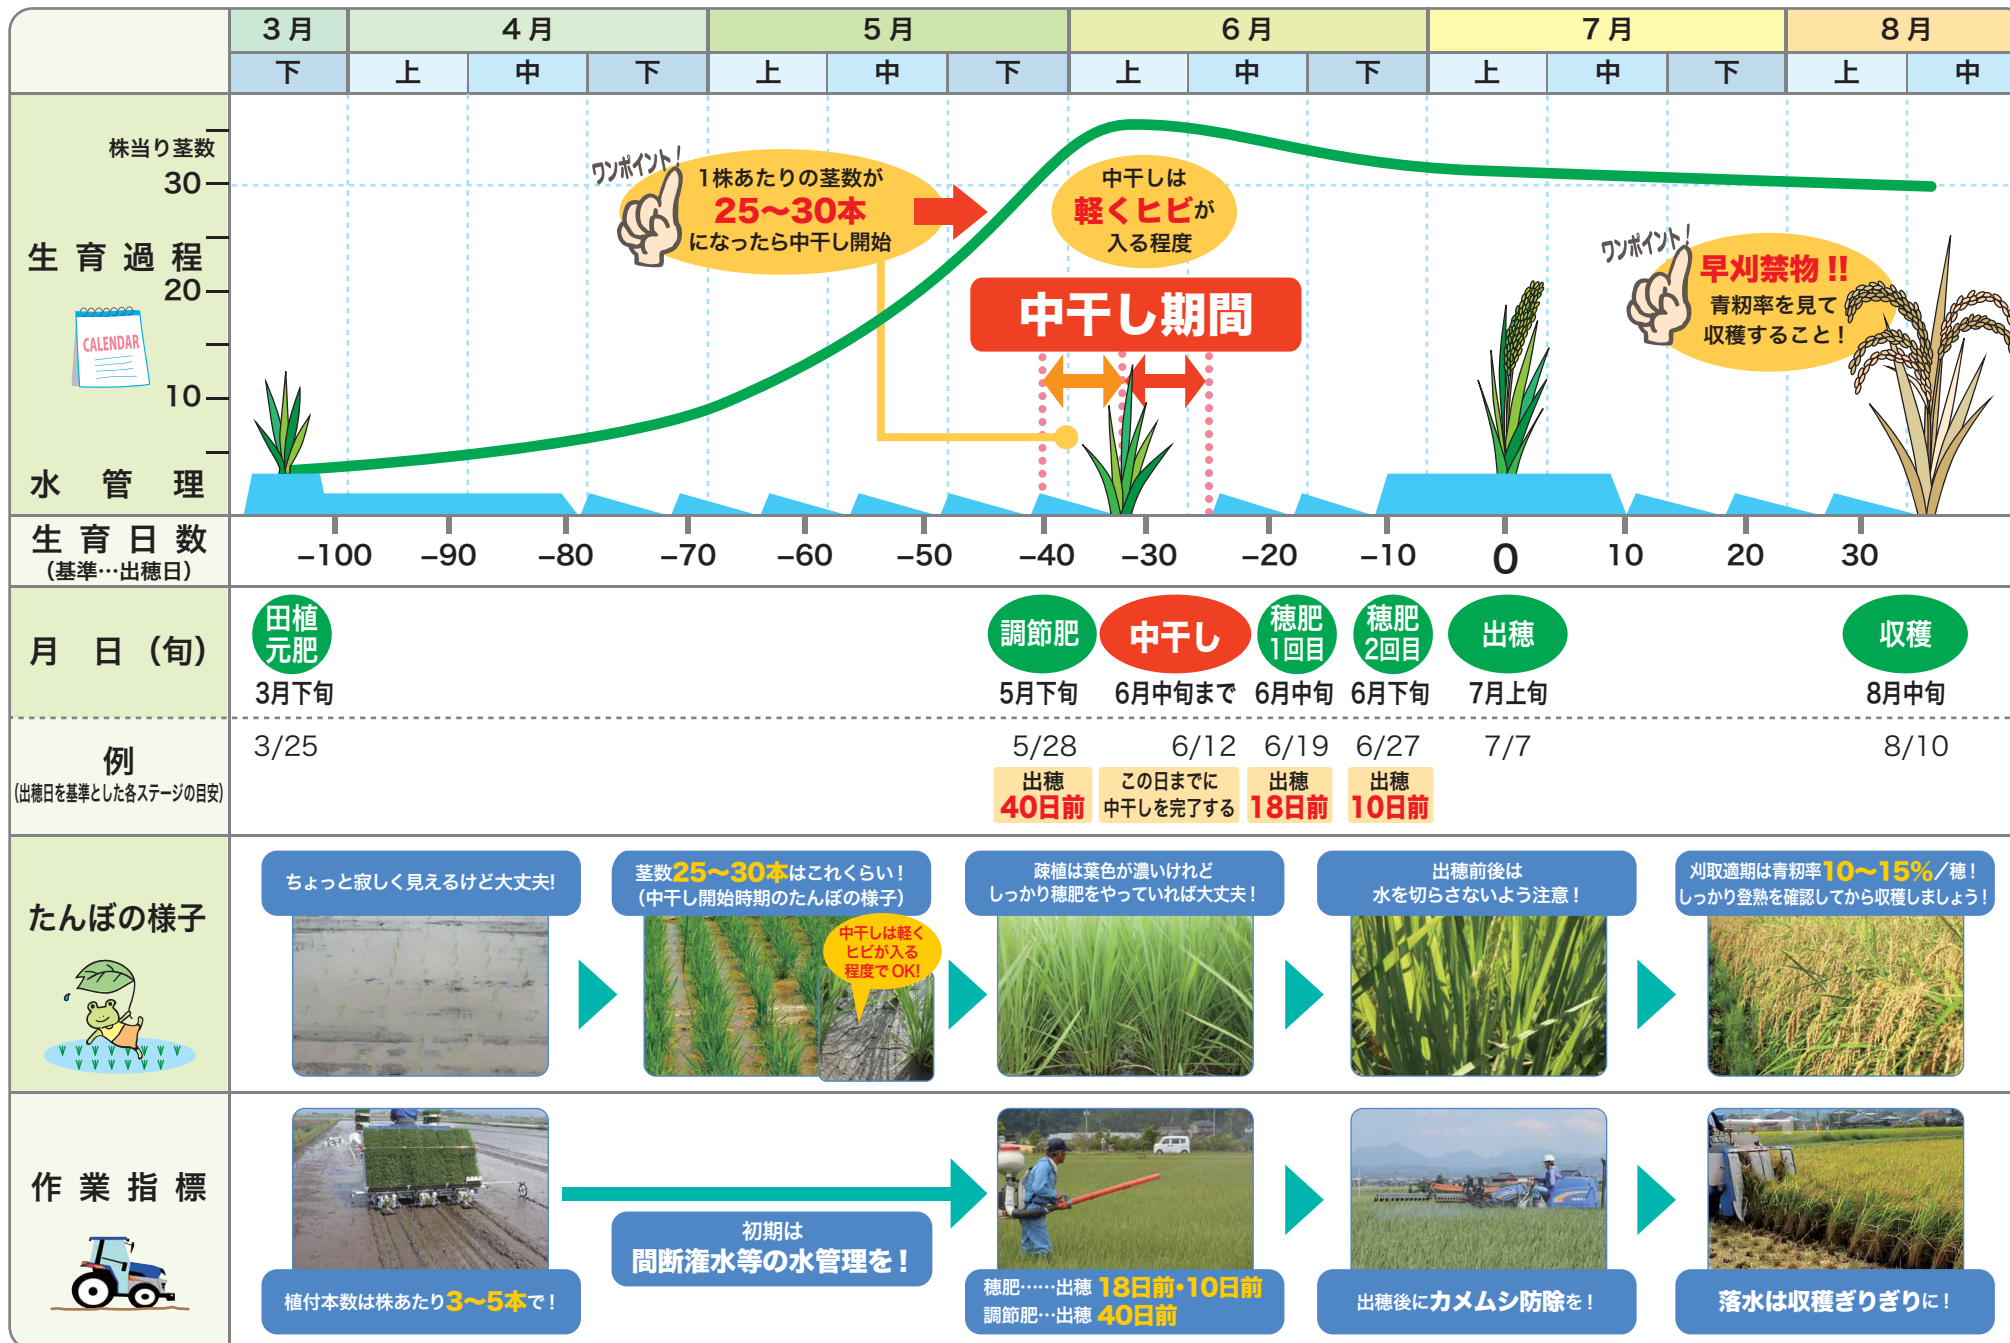 3月 4月 5月 6月 7月 8月
下 上 中 下 上 中 下 上 中 下 上 中 下 上 中
株当り茎数
30
20
10
生育過程
CALENDAR
水管理
ワンポイント!
1株あたりの茎数が
25〜30本
になったら中干し開始
中干しは
軽くヒビが
入る程度
中干し期間
ワンポイント!
早刈禁物!!
青籾率を見て
収穫すること!
生育日数
(基準…出穂日)
−100 −90 −80 −70 −60 −50 −40 −30 −20 −10 0 10 20 30
月日(旬)
田植
元肥
3月下旬
調節肥
5月下旬
中干し
6月中旬まで
穂肥
1回目
6月中旬
穂肥
2回目
6月下旬
出穂
7月上旬
収穫
8月中旬
例
(出穂日を基準とした各ステージの目安)
3/25
5/28
出穂
40日前
6/12
この日までに
中干しを完了する
6/19
出穂
18日前
6/27
出穂
10日前
7/7
8/10
たんぼの様子
ちょっと寂しく見えるけど大丈夫!
茎数25〜30本はこれくらい!
(中干し開始時期のたんぼの様子)
中干しは軽く
ヒビが入る
程度でOK!
疎植は葉色が濃いけれど
しっかり穂肥をやっていれば大丈夫!
出穂前後は
水を切らさないよう注意!
刈取適期は青籾率10〜15%/穂!
しっかり登熟を確認してから収穫しましょう!
作業指標
植付本数は株あたり3〜5本で!
初期は
間断潅水等の水管理を!
穂肥……出穂 18日前・10日前
調節肥…出穂 40日前
出穂後にカメムシ防除を!
落水は収穫ぎりぎりに!